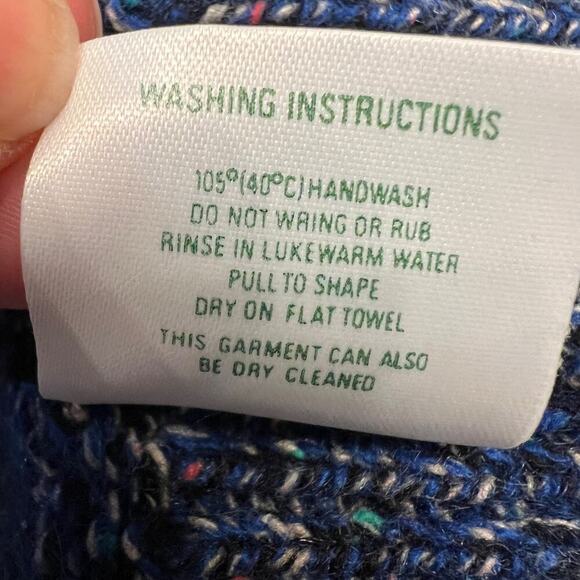 WASHING INSTRUCTIONS
105°(40°C) HANDWASH
DO NOT WRING OR RUB
RINSE IN LUKEWARM WATER
PULL TO SHAPE
DRY ON FLAT TOWEL
THIS GARMENT CAN ALSO
BE DRY CLEANED